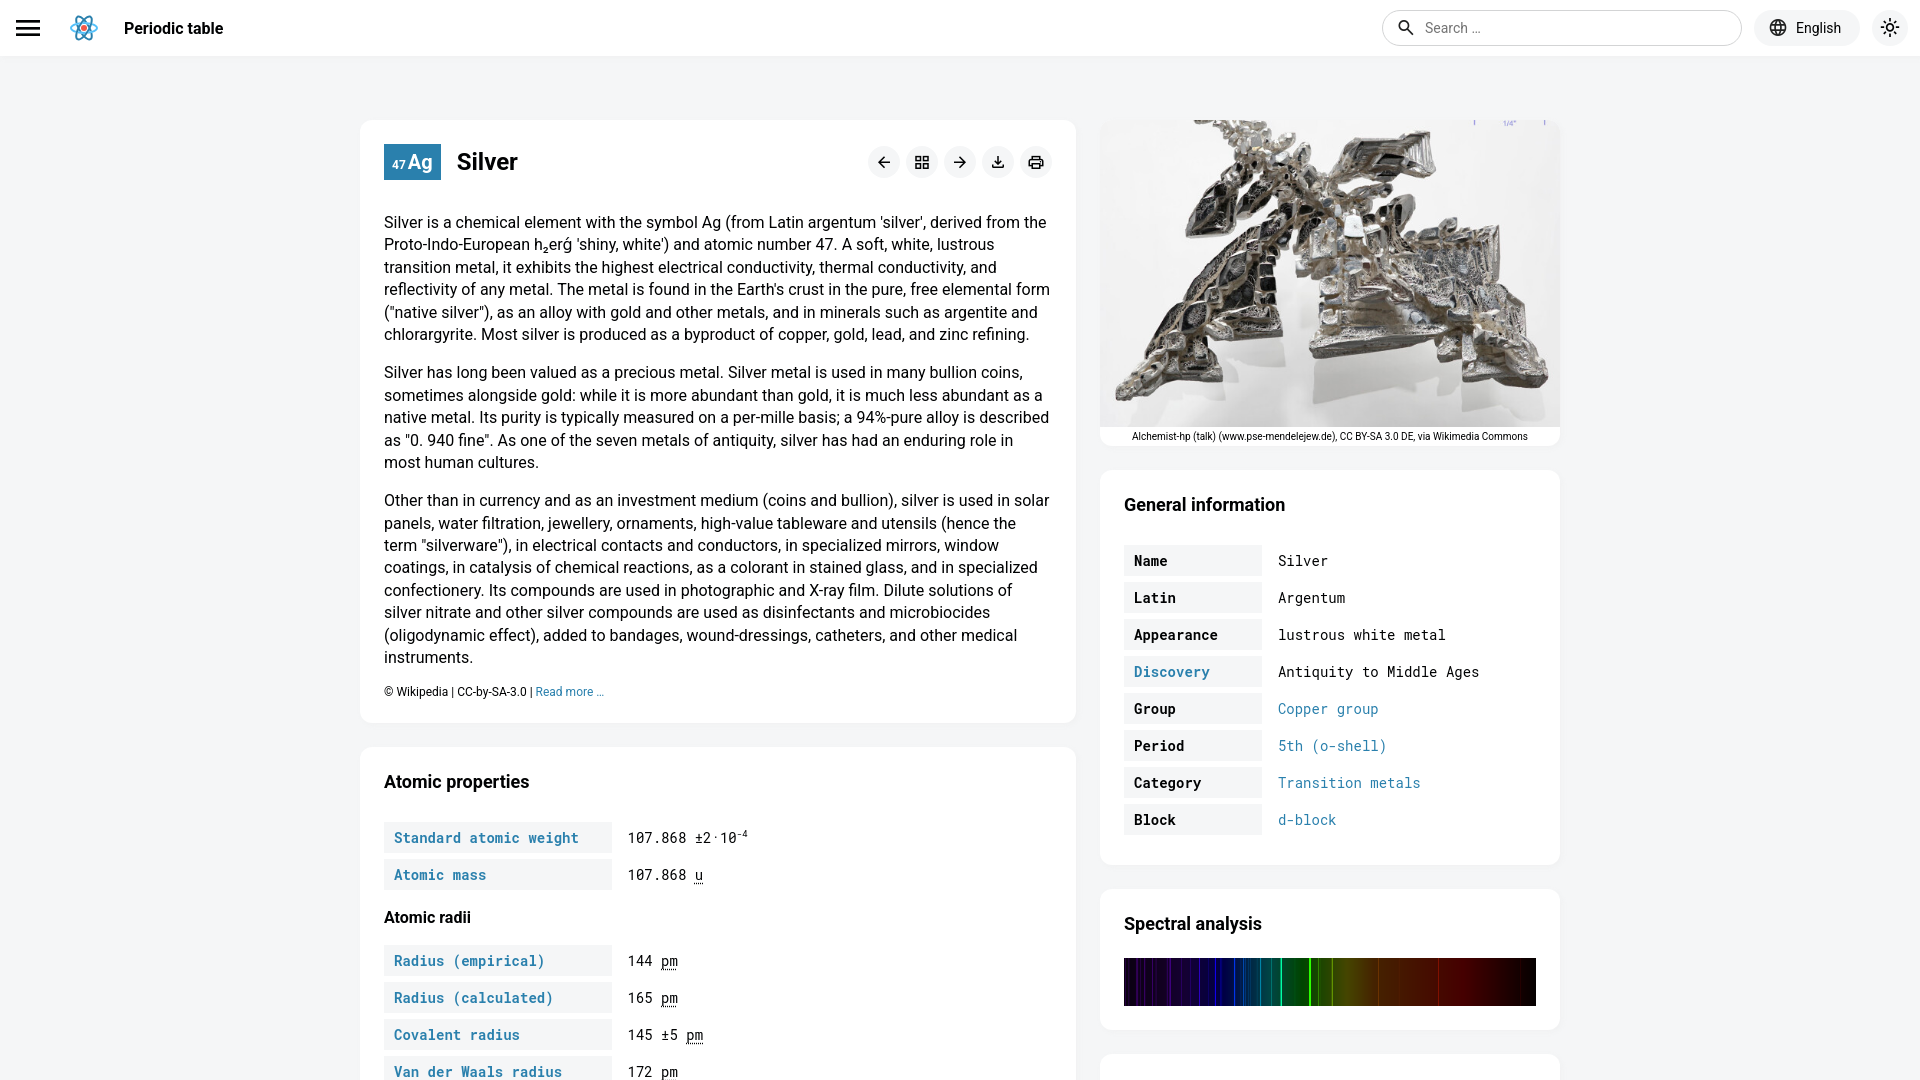 Periodic table
Search ...
English
47 Ag Silver
Silver is a chemical element with the symbol Ag (from Latin argentum 'silver', derived from the
Proto-Indo-European h₂erǵ 'shiny, white') and atomic number 47. A soft, white, lustrous
transition metal, it exhibits the highest electrical conductivity, thermal conductivity, and
reflectivity of any metal. The metal is found in the Earth's crust in the pure, free elemental form
("native silver"), as an alloy with gold and other metals, and in minerals such as argentite and
chlorargyrite. Most silver is produced as a byproduct of copper, gold, lead, and zinc refining.
Silver has long been valued as a precious metal. Silver metal is used in many bullion coins,
sometimes alongside gold: while it is more abundant than gold, it is much less abundant as a
native metal. Its purity is typically measured on a per-mille basis; a 94%-pure alloy is described
as "0. 940 fine". As one of the seven metals of antiquity, silver has had an enduring role in
most human cultures.
Other than in currency and as an investment medium (coins and bullion), silver is used in solar
panels, water filtration, jewellery, ornaments, high-value tableware and utensils (hence the
term "silverware"), in electrical contacts and conductors, in specialized mirrors, window
coatings, in catalysis of chemical reactions, as a colorant in stained glass, and in specialized
confectionery. Its compounds are used in photographic and X-ray film. Dilute solutions of
silver nitrate and other silver compounds are used as disinfectants and microbiocides
(oligodynamic effect), added to bandages, wound-dressings, catheters, and other medical
instruments.
© Wikipedia | CC-by-SA-3.0 | Read more ...
Atomic properties
Standard atomic weight 107.868 ±2·10⁻⁴
Atomic mass 107.868 u
Atomic radii
Radius (empirical) 144 pm
Radius (calculated) 165 pm
Covalent radius 145 ±5 pm
Van der Waals radius 172 pm
1/4"
Alchemist-hp (talk) (www.pse-mendelejew.de), CC BY-SA 3.0 DE, via Wikimedia Commons
General information
Name Silver
Latin Argentum
Appearance lustrous white metal
Discovery Antiquity to Middle Ages
Group Copper group
Period 5th (o-shell)
Category Transition metals
Block d-block
Spectral analysis